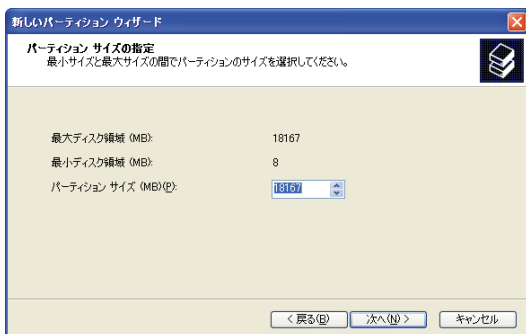 新しいパーティション ウィザード
パーティション サイズの指定
最小サイズと最大サイズの間でパーティションのサイズを選択してください。
最大ディスク領域 (MB): 18167
最小ディスク領域 (MB): 8
パーティション サイズ (MB)(P): 18167
< 戻る(B) 次へ(N) > キャンセル